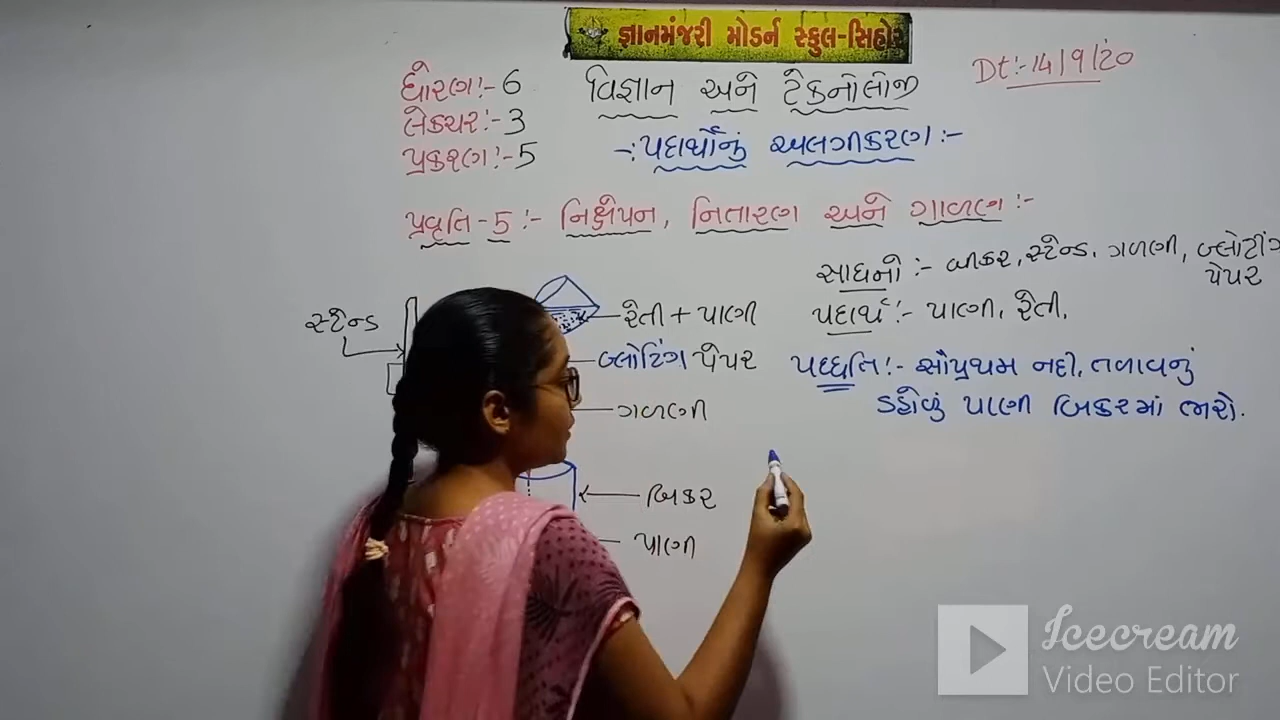 જ્ઞાનમંજરી મોડર્ન સ્કુલ-સિહોર
Dt:-14/9/20
ધોરણ:-6
લેક્ચર:-3
પ્રકરણ:-5
વિજ્ઞાન અને ટેકનોલોજી
-:પદાર્થોનું અલગીકરણ:-
પ્રવૃતિ-5:- નિક્ષેપન, નિતારણ અને ગાળણ:-
સ્ટેન્ડ
રેતી + પાણી
બ્લોટિંગ પેપર
ગળણી
બિકર
પાણી
સાધનો:- બીકર, સ્ટેન્ડ, ગળણી, બ્લોટીંગ
પેપર
પદાર્થ:- પાણી, રેતી.
પદ્ધતિ:- સૌપ્રથમ નદી, તળાવનું
ડહોળું પાણી બિકરમાં ભરો.
Icecream
Video Editor